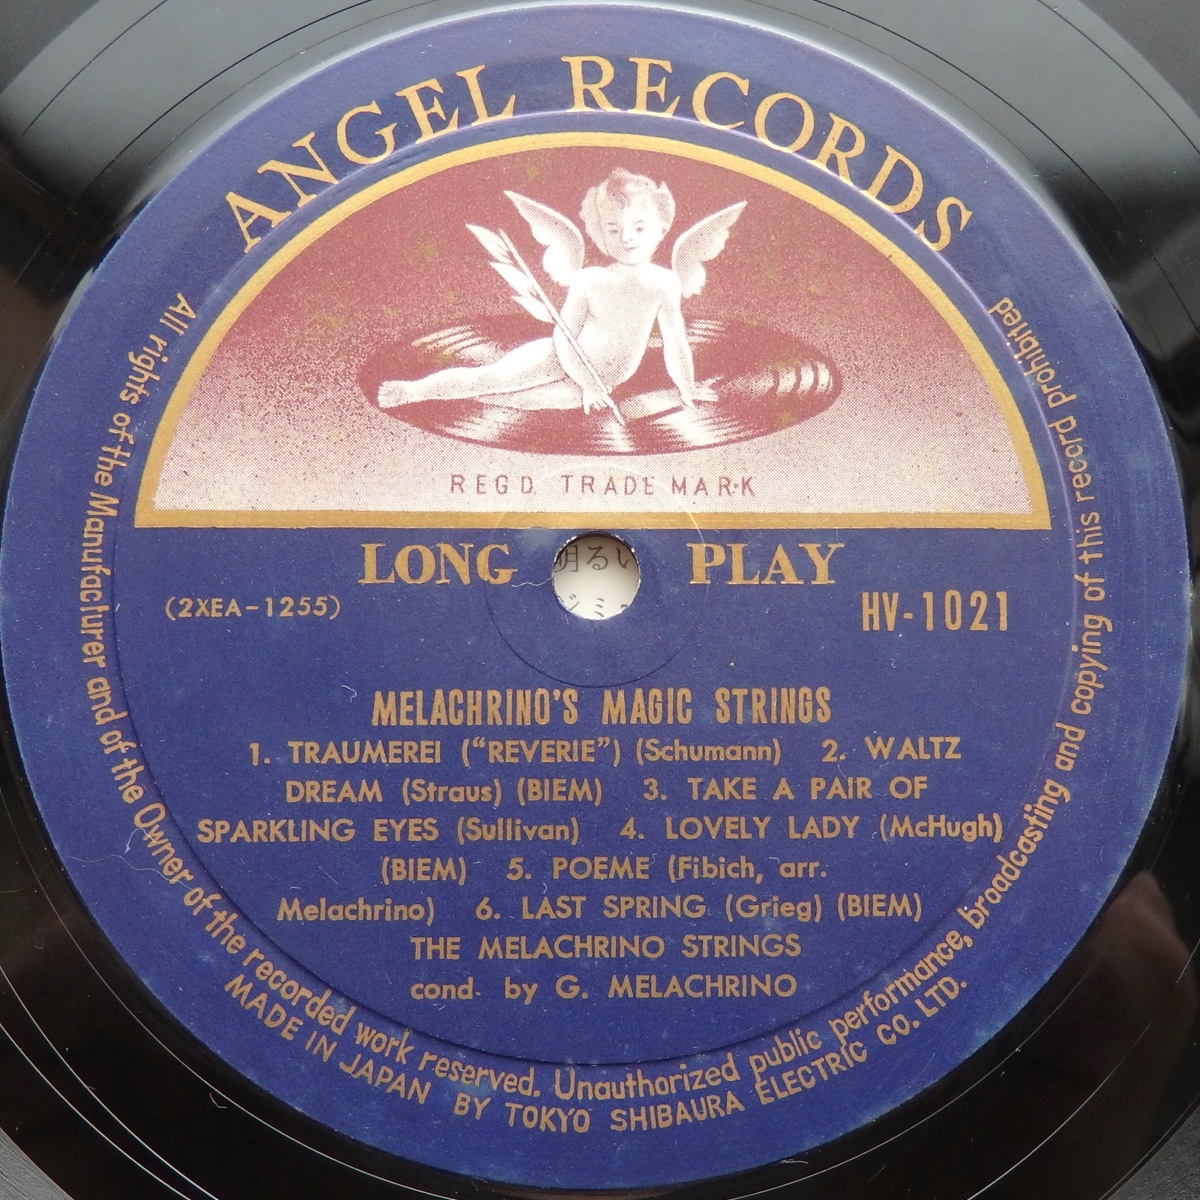 ANGEL RECORDS
REGD. TRADE MARK
LONG PLAY
(2XEA-1255)
HV-1021
MELACHRINO'S MAGIC STRINGS
1. TRAUMEREI ("REVERIE") (Schumann) 2. WALTZ
DREAM (Straus) (BIEM) 3. TAKE A PAIR OF
SPARKLING EYES (Sullivan) 4. LOVELY LADY (McHugh)
(BIEM) 5. POEME (Fibich, arr.
Melachrino) 6. LAST SPRING (Grieg) (BIEM)
THE MELACHRINO STRINGS
cond. by G. MELACHRINO
All rights of the Manufacturer and of the Owner of the recorded work reserved. Unauthorized public performance, broadcasting and copying of this record prohibited
MADE IN JAPAN BY TOKYO SHIBAURA ELECTRIC CO. LTD.